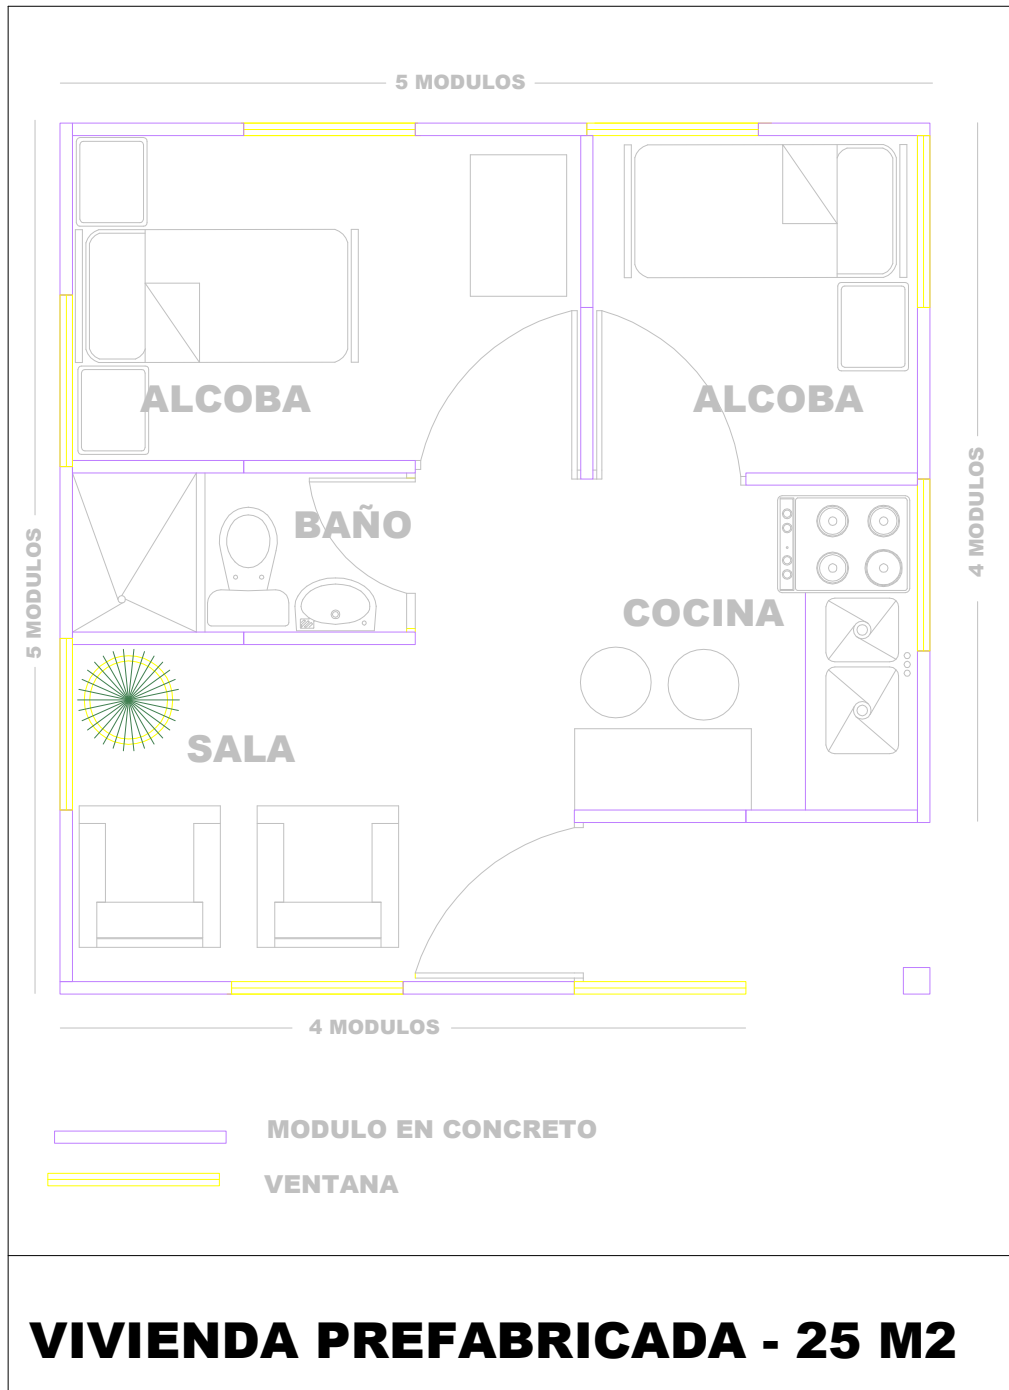 5 MODULOS
ALCOBA
ALCOBA
4 MODULOS
5 MODULOS
BAÑO
COCINA
SALA
4 MODULOS
MODULO EN CONCRETO
VENTANA
VIVIENDA PREFABRICADA - 25 M2